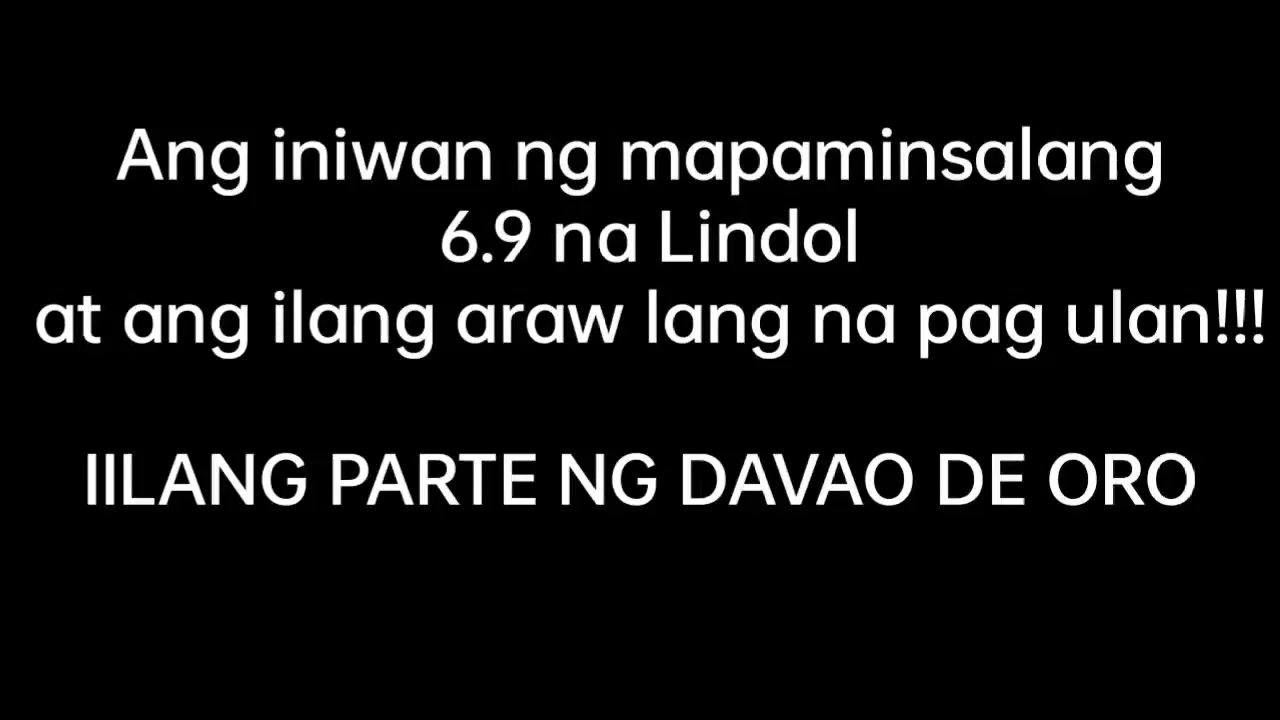 Ang iniwan ng mapaminsalang
6.9 na Lindol
at ang ilang araw lang na pag ulan!!!
IILANG PARTE NG DAVAO DE ORO